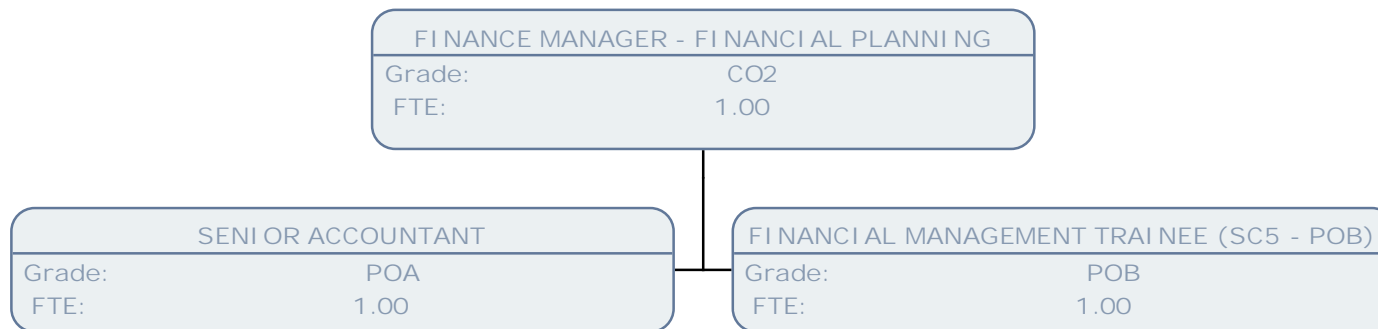 FINANCE MANAGER - FINANCIAL PLANNING
Grade: CO2
FTE: 1.00
SENIOR ACCOUNTANT
Grade: POA
FTE: 1.00
FINANCIAL MANAGEMENT TRAINEE (SC5 - POB)
Grade: POB
FTE: 1.00